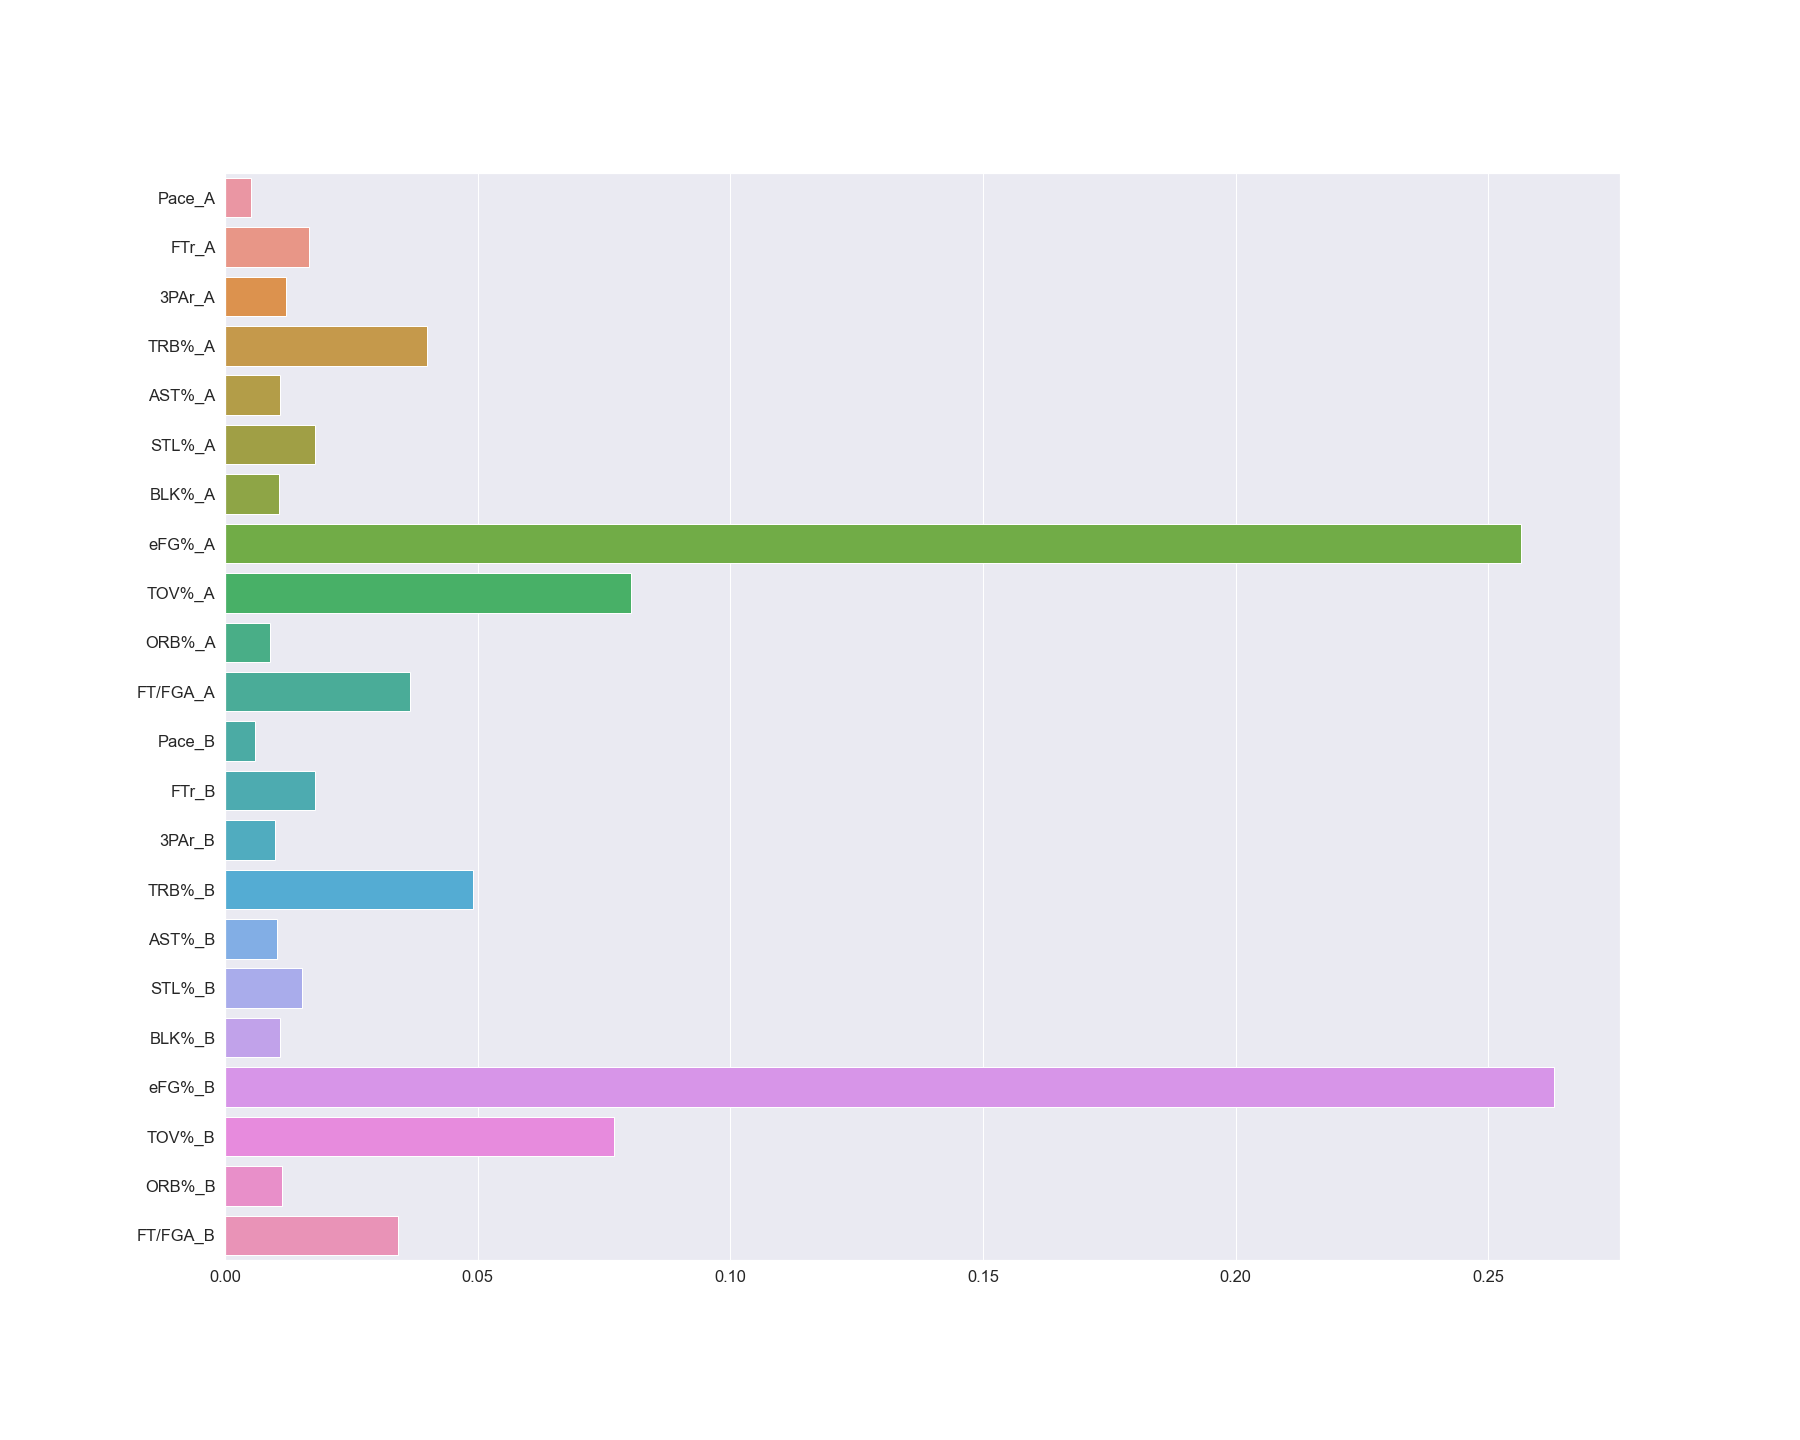 Pace_A
FTr_A
3PAr_A
TRB%_A
AST%_A
STL%_A
BLK%_A
eFG%_A
TOV%_A
ORB%_A
FT/FGA_A
Pace_B
FTr_B
3PAr_B
TRB%_B
AST%_B
STL%_B
BLK%_B
eFG%_B
TOV%_B
ORB%_B
FT/FGA_B
0.00 0.05 0.10 0.15 0.20 0.25